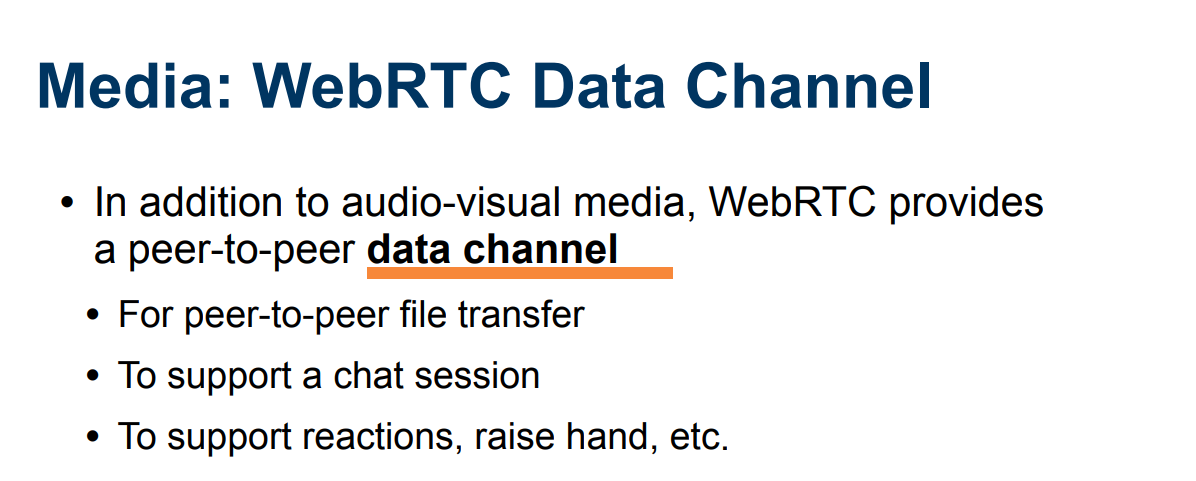 Media: WebRTC Data Channel
• In addition to audio-visual media, WebRTC provides
a peer-to-peer data channel
• For peer-to-peer file transfer
• To support a chat session
• To support reactions, raise hand, etc.